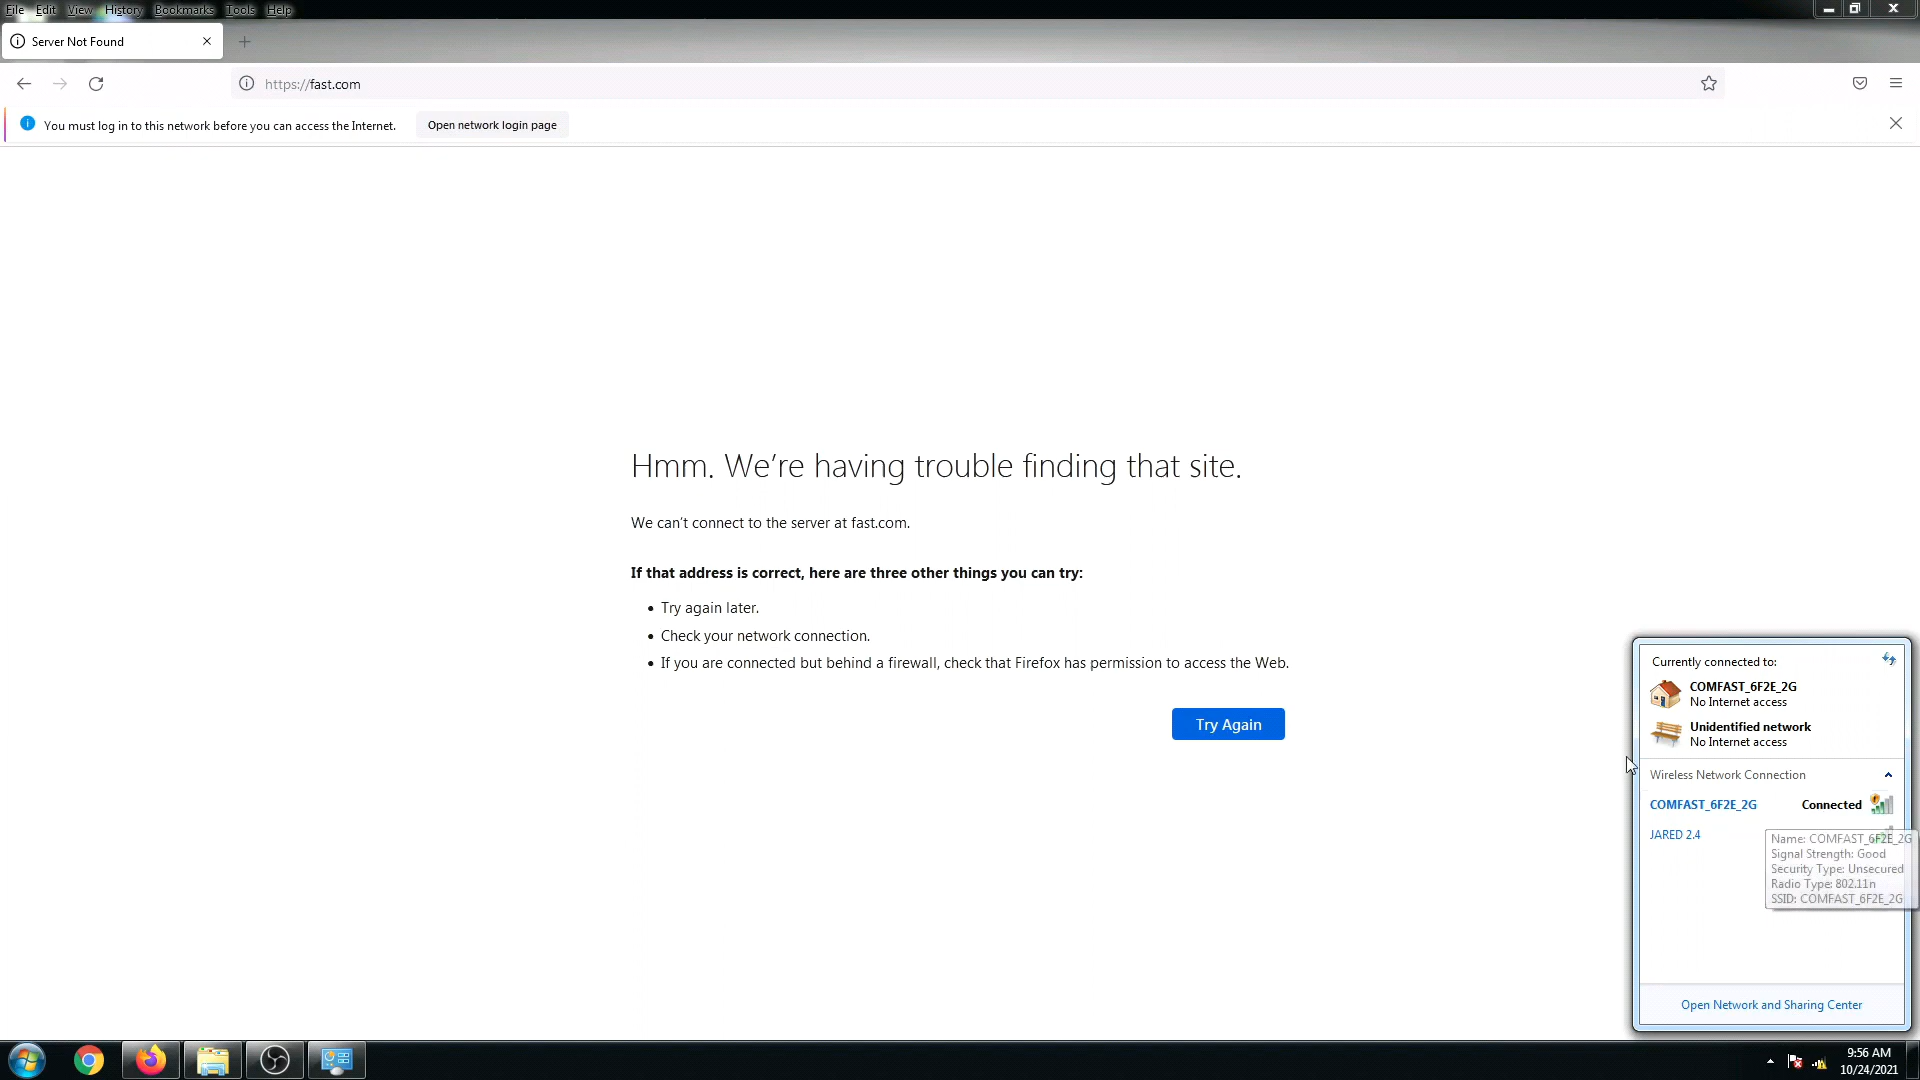 File Edit View History Bookmarks Tools Help
Server Not Found
https://fast.com
You must log in to this network before you can access the Internet. Open network login page
Hmm. We're having trouble finding that site.
We can't connect to the server at fast.com.
If that address is correct, here are three other things you can try:
Try again later.
Check your network connection.
If you are connected but behind a firewall, check that Firefox has permission to access the Web.
Try Again
Currently connected to:
COMFAST_6F2E_2G
No Internet access
Unidentified network
No Internet access
Wireless Network Connection
COMFAST_6F2E_2G Connected
JARED 2.4
Name: COMFAST_6F2E_2G
Signal Strength: Good
Security Type: Unsecured
Radio Type: 802.11n
SSID: COMFAST_6F2E_2G
Open Network and Sharing Center
9:56 AM
10/24/2021